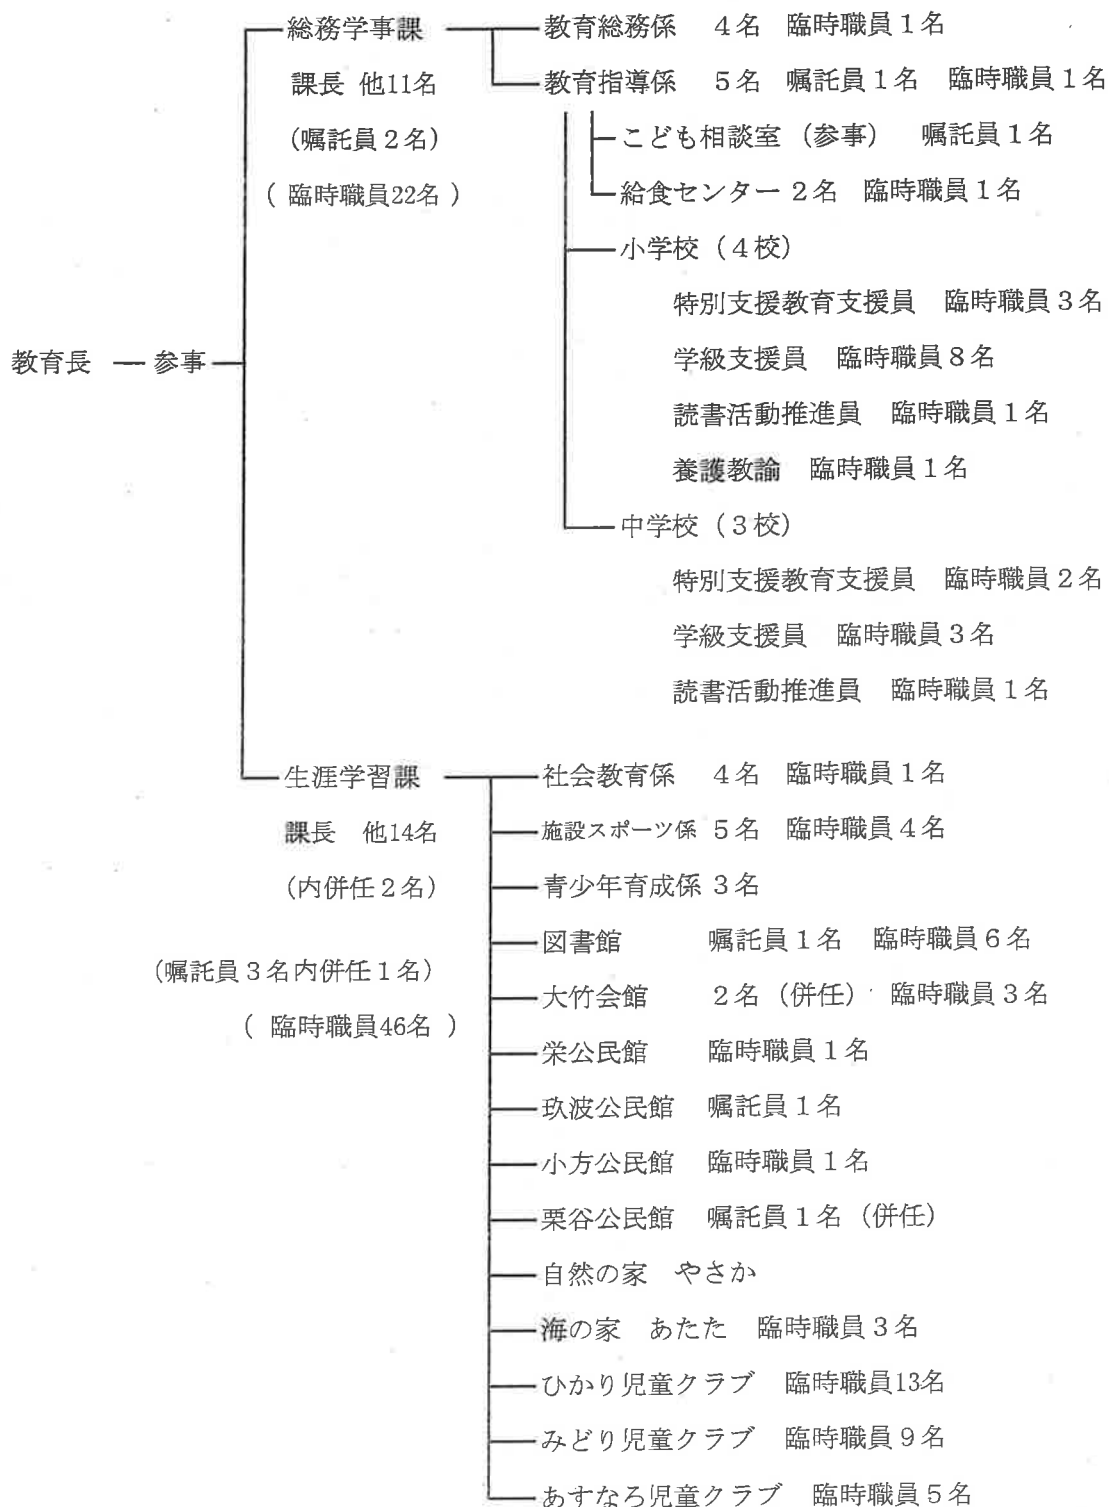 総務学事課 教育総務係 4名 臨時職員1名
課長 他11名 教育指導係 5名 嘱託員1名 臨時職員1名
(嘱託員2名) こども相談室 (参事) 嘱託員1名
( 臨時職員22名 ) 給食センター 2名 臨時職員1名
小学校 (4校)
特別支援教育支援員 臨時職員3名
教育長 参事 学級支援員 臨時職員8名
読書活動推進員 臨時職員1名
養護教諭 臨時職員1名
中学校 (3校)
特別支援教育支援員 臨時職員2名
学級支援員 臨時職員3名
読書活動推進員 臨時職員1名
生涯学習課 社会教育係 4名 臨時職員1名
課長 他14名 施設スポーツ係 5名 臨時職員4名
(内併任2名) 青少年育成係 3名
図書館 嘱託員1名 臨時職員6名
(嘱託員3名内併任1名) 大竹会館 2名 (併任) 臨時職員3名
( 臨時職員46名 ) 栄公民館 臨時職員1名
玖波公民館 嘱託員1名
小方公民館 臨時職員1名
栗谷公民館 嘱託員1名 (併任)
自然の家 やさか
海の家 あたた 臨時職員3名
ひかり児童クラブ 臨時職員13名
みどり児童クラブ 臨時職員9名
あすなろ児童クラブ 臨時職員5名